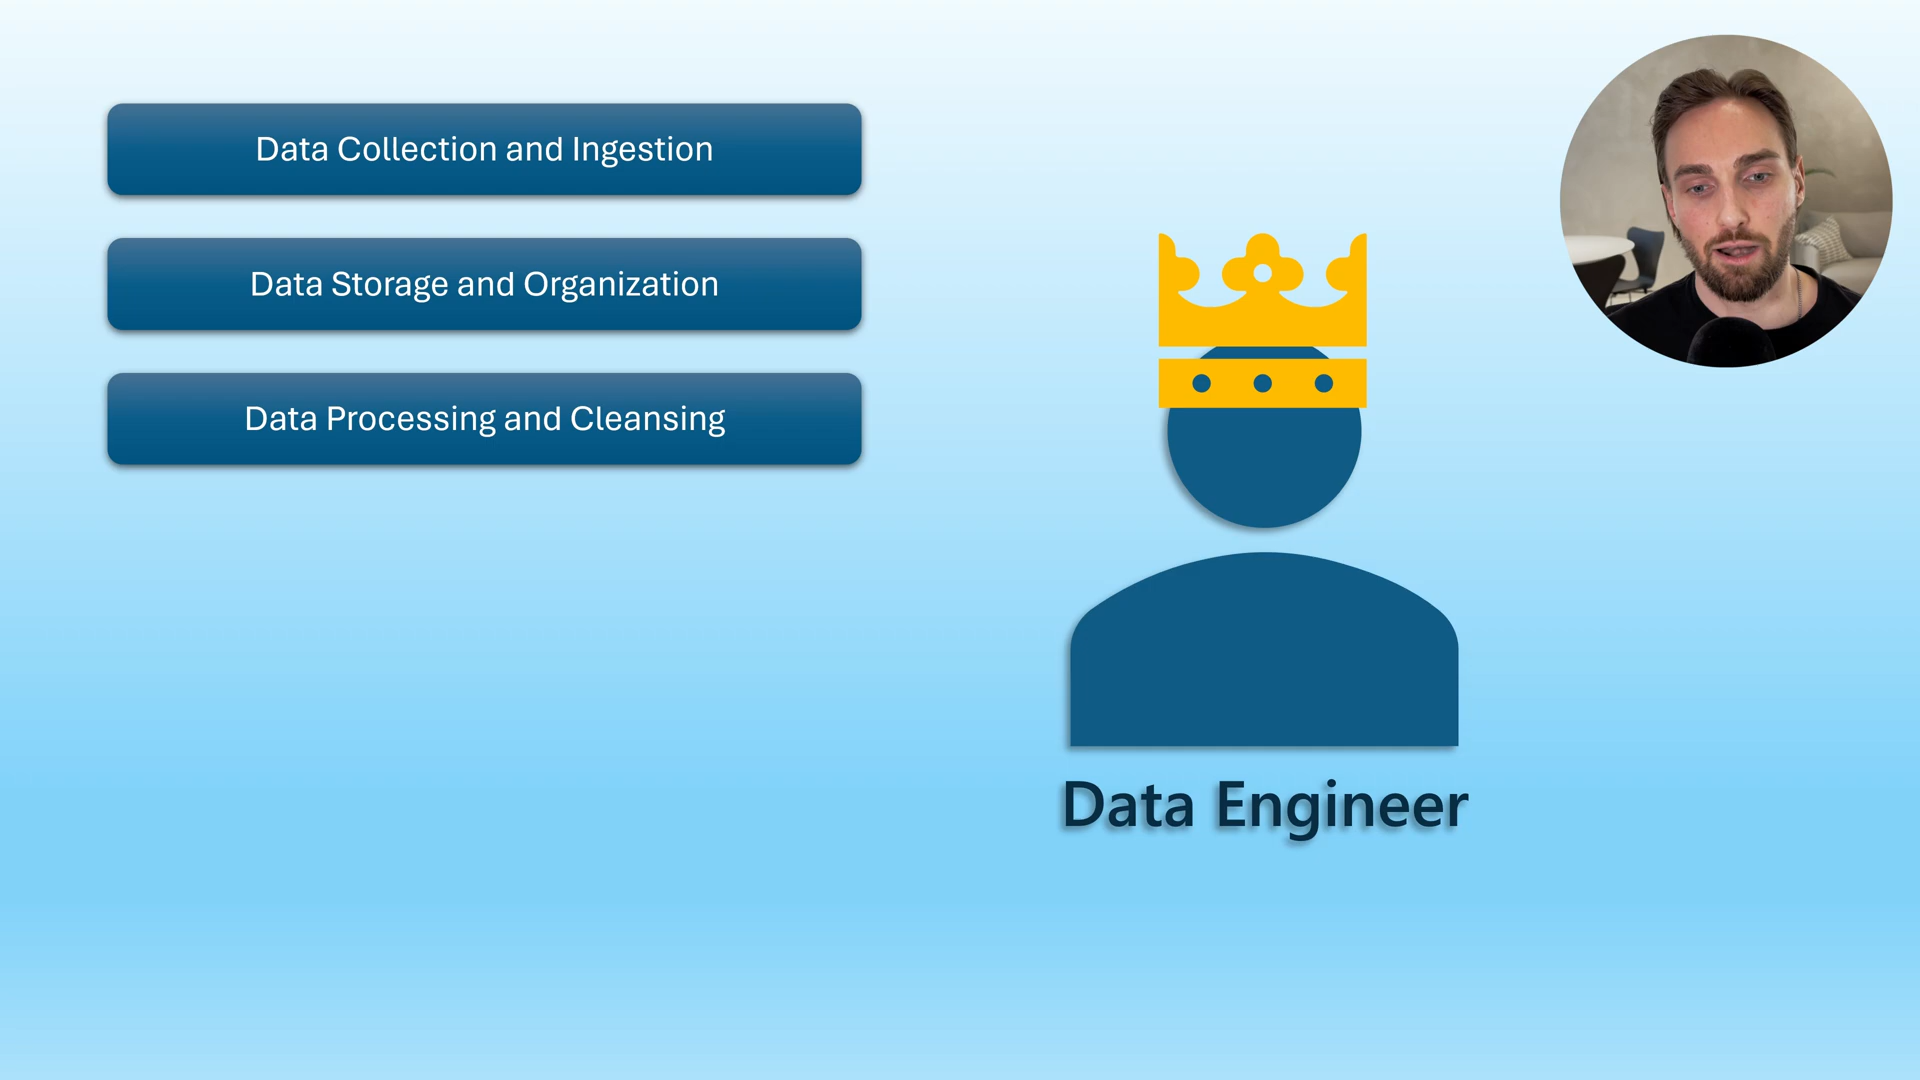 Data Collection and Ingestion
Data Storage and Organization
Data Processing and Cleansing
Data Engineer